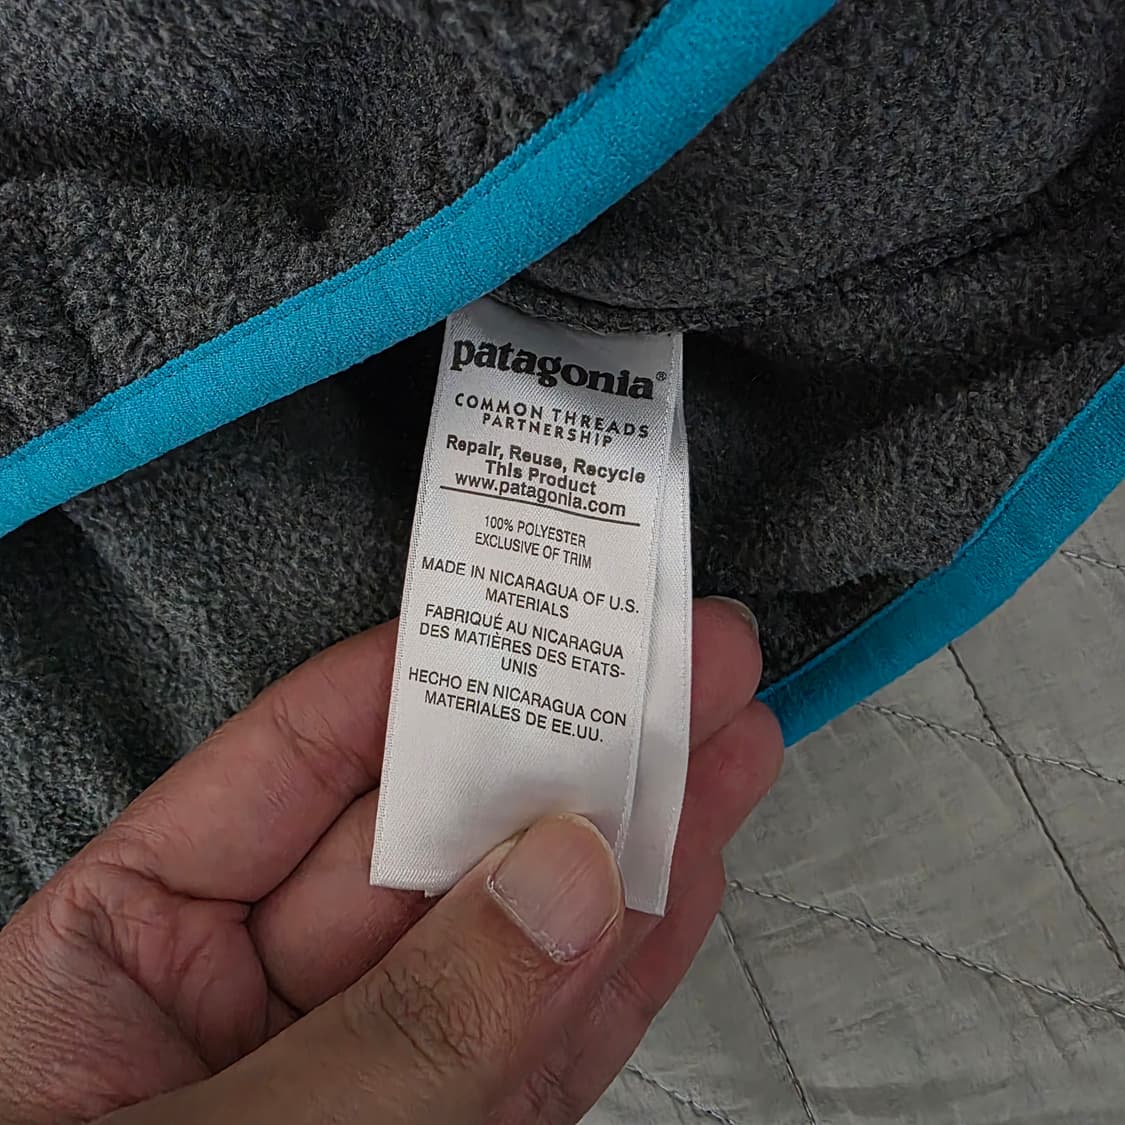 patagonia®
COMMON THREADS
PARTNERSHIP
Repair, Reuse, Recycle
This Product
www.patagonia.com
100% POLYESTER
EXCLUSIVE OF TRIM
MADE IN NICARAGUA OF U.S.
MATERIALS
FABRIQUÉ AU NICARAGUA
DES MATIÈRES DES ETATS-
UNIS
HECHO EN NICARAGUA CON
MATERIALES DE EE.UU.